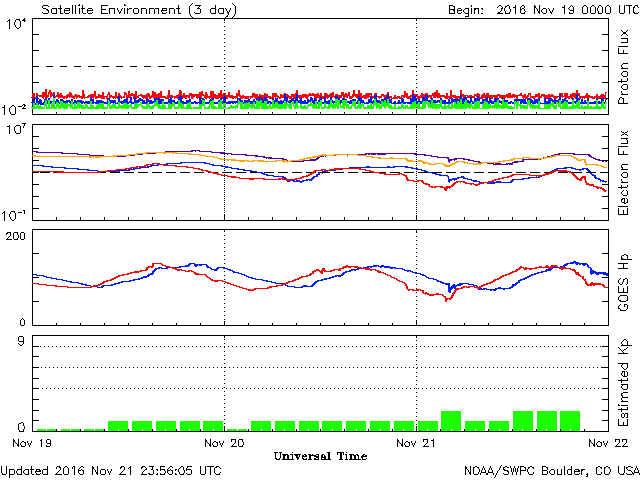 Satellite Environment (3 day) Begin: 2016 Nov 19 0000 UTC
10^4
Proton Flux
10^-2
10^7
Electron Flux
10^-1
200
GOES Hp
0
9
Estimated Kp
0
Nov 19 Nov 20 Nov 21 Nov 22
Universal Time
Updated 2016 Nov 21 23:56:05 UTC NOAA/SWPC Boulder, CO USA